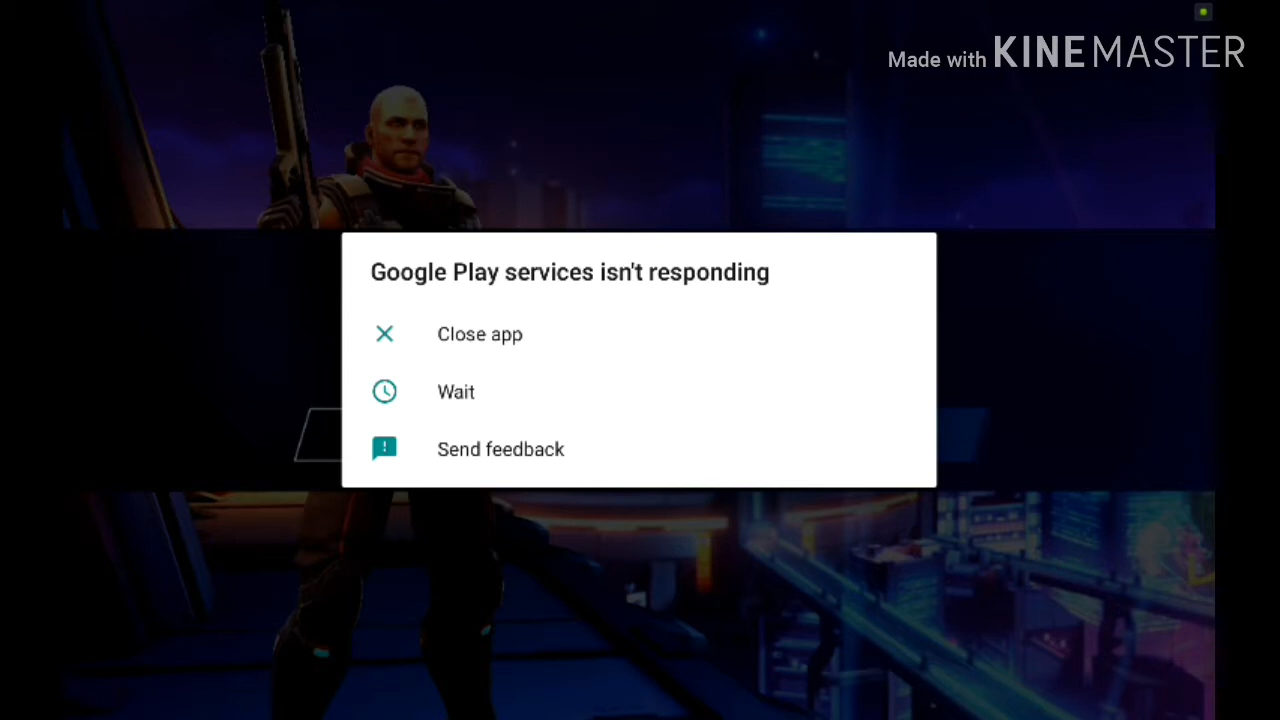 Made with KINEMASTER
Google Play services isn't responding
Close app
Wait
Send feedback